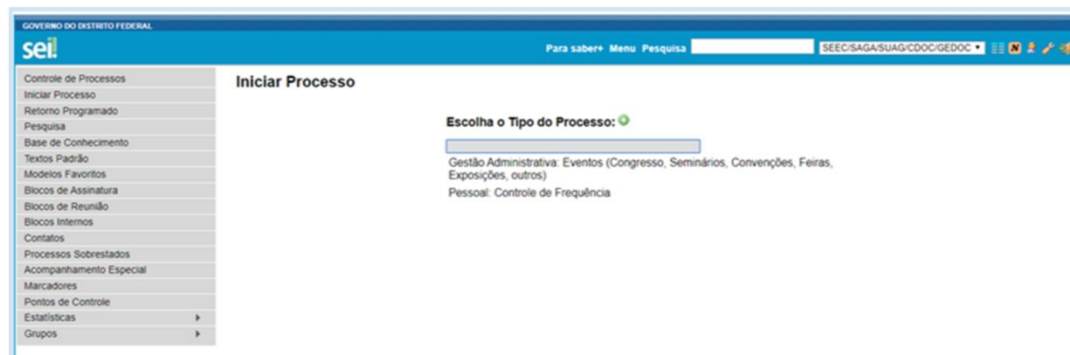 GOVERNO DO DISTRITO FEDERAL
sei!
Para saber+ Menu Pesquisa
SEEC/SAGA/SUAG/CDOC/GEDOC
Controle de Processos
Iniciar Processo
Retorno Programado
Pesquisa
Base de Conhecimento
Textos Padrão
Modelos Favoritos
Blocos de Assinatura
Blocos de Reunião
Blocos Internos
Contatos
Processos Sobrestados
Acompanhamento Especial
Marcadores
Pontos de Controle
Estatísticas
Grupos
Iniciar Processo
Escolha o Tipo do Processo:
Gestão Administrativa: Eventos (Congresso, Seminários, Convenções, Feiras,
Exposições, outros)
Pessoal: Controle de Frequência